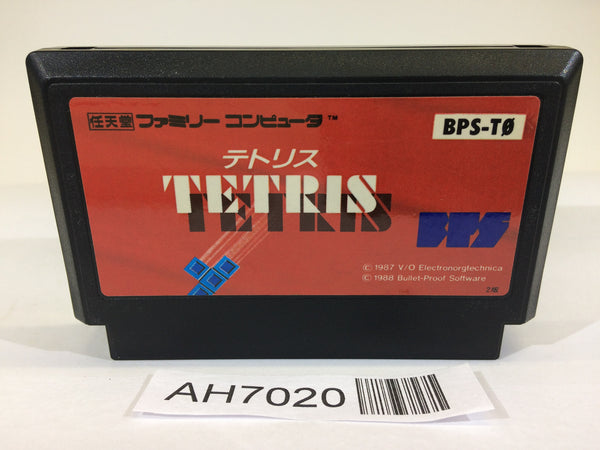 任天堂 ファミリー コンピュータ™
BPS-TØ
テトリス
TETRIS
BPS
© 1987 V/O Electronorgtechnica
© 1988 Bullet-Proof Software
2版
AH7020